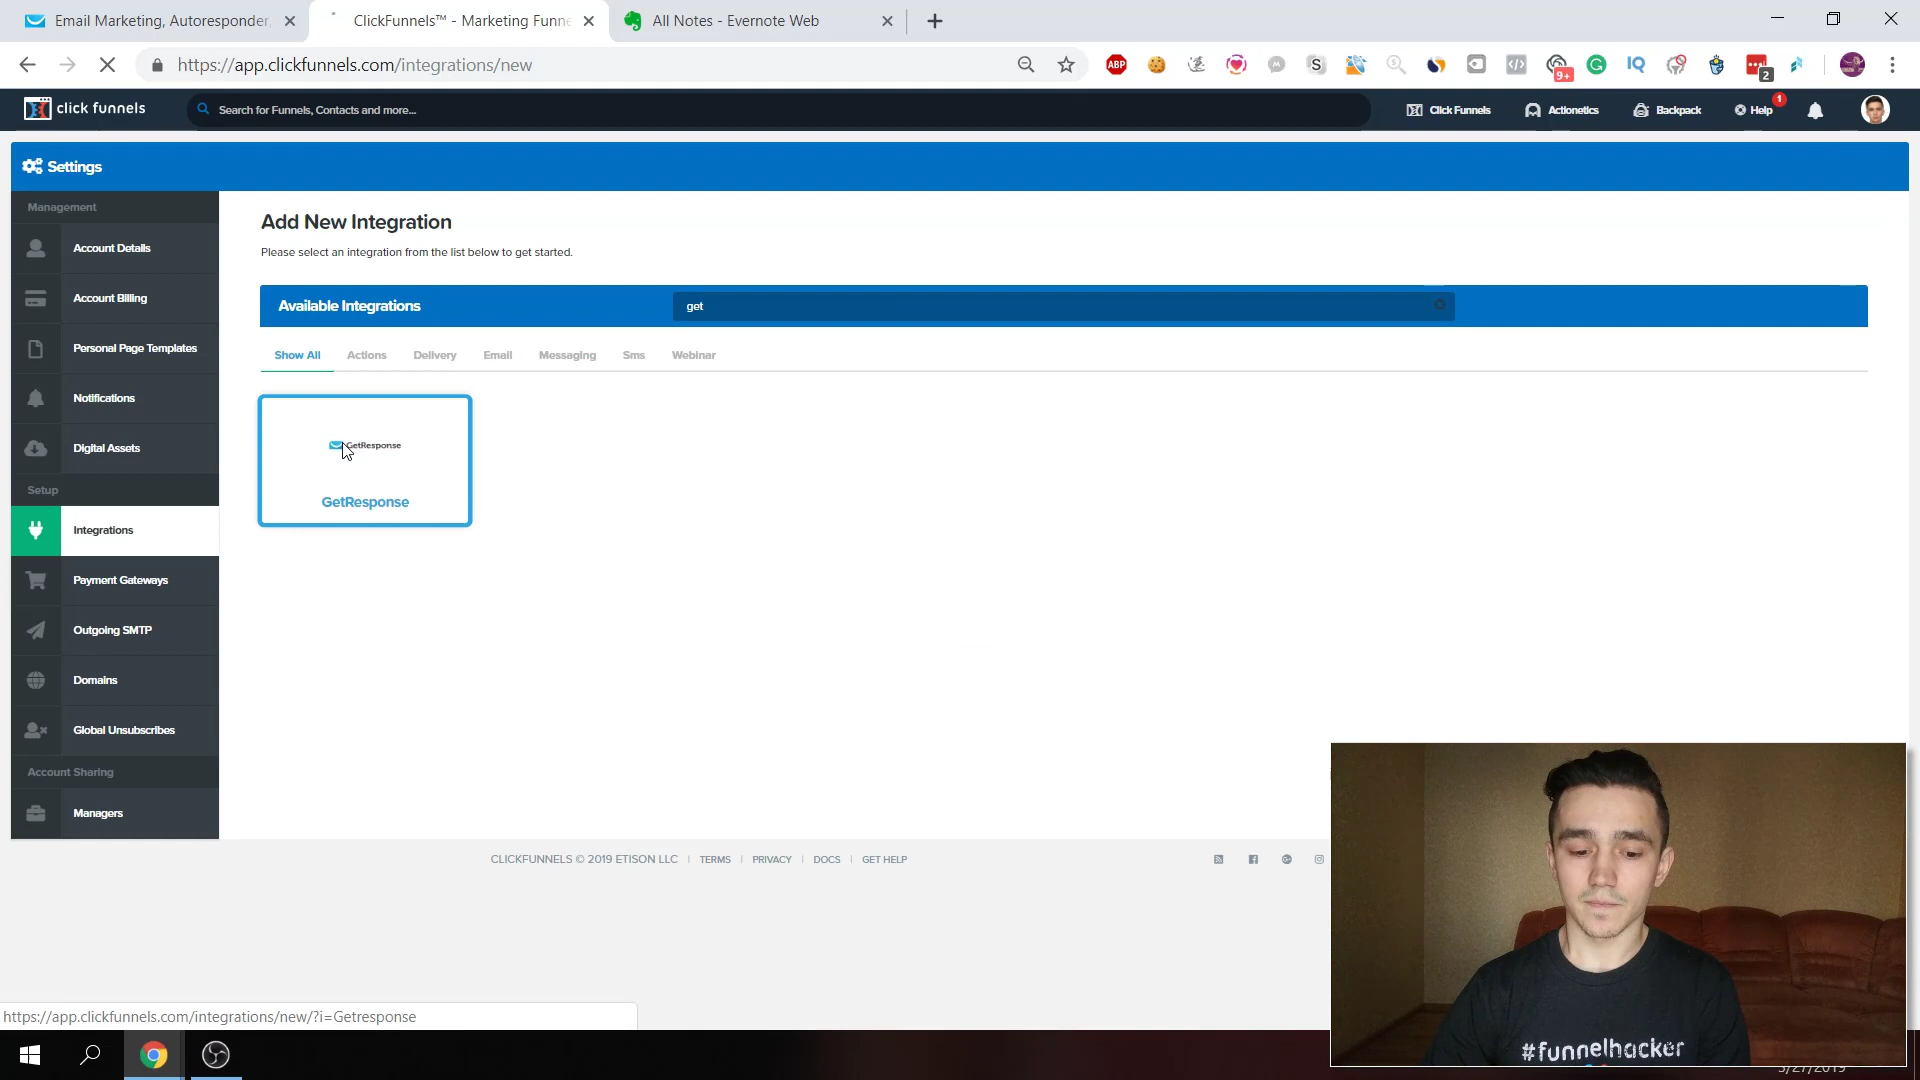 Email Marketing, Autoresponder,
ClickFunnels™ - Marketing Funne
All Notes - Evernote Web
https://app.clickfunnels.com/integrations/new
ABP
M
S
9+
IQ
2
click funnels
Search for Funnels, Contacts and more...
Click Funnels
Actionetics
Backpack
Help
1
Settings
Management
Account Details
Account Billing
Personal Page Templates
Notifications
Digital Assets
Setup
Integrations
Payment Gateways
Outgoing SMTP
Domains
Global Unsubscribes
Account Sharing
Managers
Add New Integration
Please select an integration from the list below to get started.
Available Integrations
get
Show All
Actions
Delivery
Email
Messaging
Sms
Webinar
GetResponse
GetResponse
CLICKFUNNELS © 2019 ETISON LLC | TERMS | PRIVACY | DOCS | GET HELP
https://app.clickfunnels.com/integrations/new/?i=Getresponse
#funnelhacker